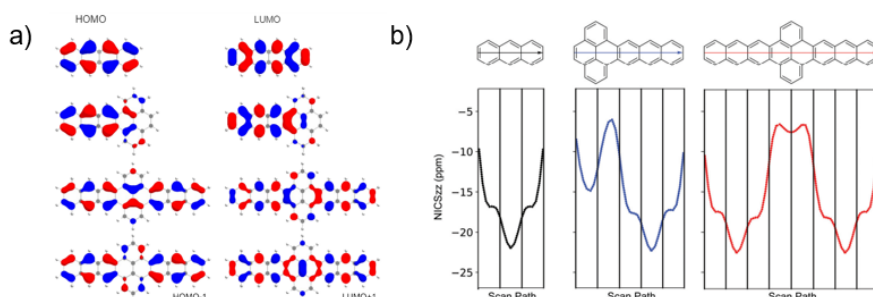 a)
HOMO
LUMO
HOMO-1
LUMO+1
b)
NICSzz (ppm)
−5
−10
−15
−20
−25
Scan Path
Scan Path
Scan Path